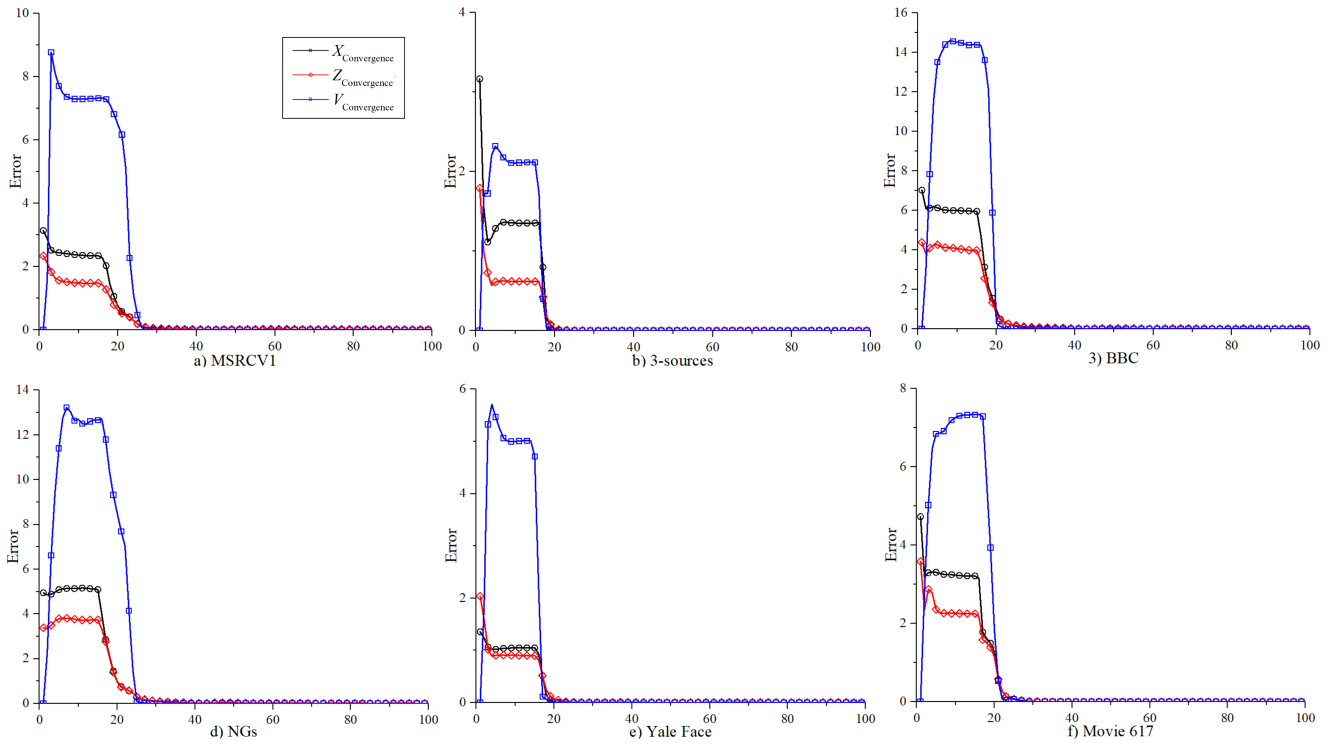 10
8
6
4
2
0
Error
X Convergence
Z Convergence
V Convergence
0 20 40 60 80 100
a) MSRCV1
4
2
0
Error
0 20 40 60 80 100
b) 3-sources
16
14
12
10
8
6
4
2
0
Error
0 20 40 60 80 100
3) BBC
14
12
10
8
6
4
2
0
Error
0 20 40 60 80 100
d) NGs
6
4
2
0
Error
0 20 40 60 80 100
e) Yale Face
8
6
4
2
0
Error
0 20 40 60 80 100
f) Movie 617